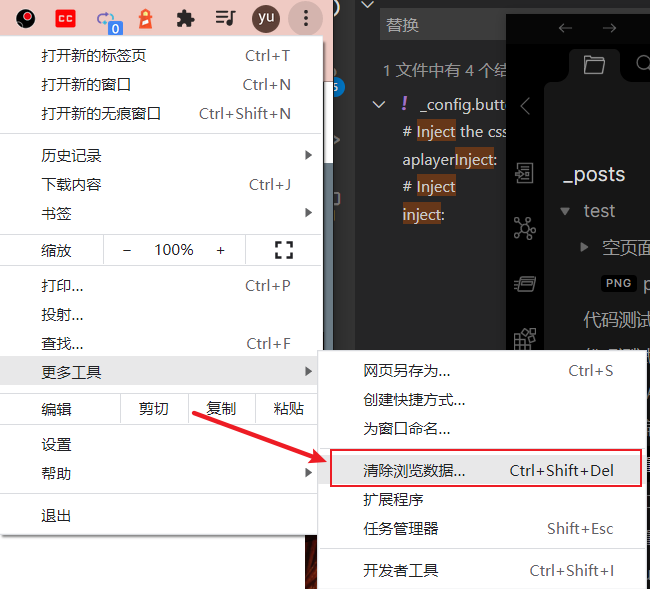 CC
0
yu
打开新的标签页 Ctrl+T
打开新的窗口 Ctrl+N
打开新的无痕窗口 Ctrl+Shift+N
历史记录
下载内容 Ctrl+J
书签
缩放 − 100% +
打印... Ctrl+P
投射...
查找... Ctrl+F
更多工具
编辑 剪切 复制 粘贴
设置
帮助
退出
网页另存为... Ctrl+S
创建快捷方式...
为窗口命名...
清除浏览数据... Ctrl+Shift+Del
扩展程序
任务管理器 Shift+Esc
开发者工具 Ctrl+Shift+I
替换
1 文件中有 4 个结
! _config.butte
# Inject the css
aplayerInject:
# Inject
inject:
_posts
test
空页面
PNG p
代码测试